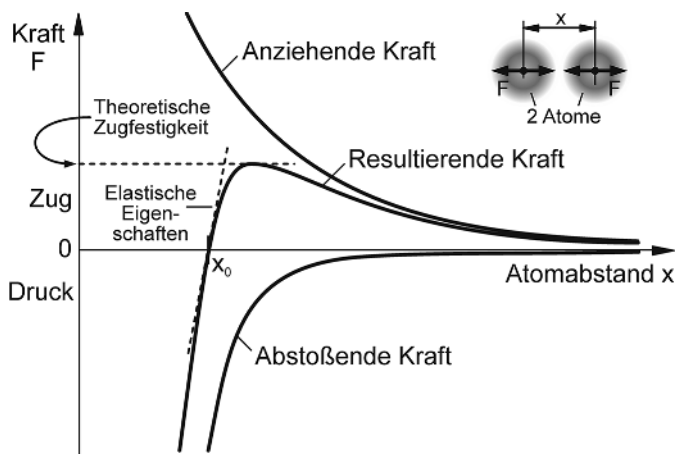 Kraft
F
x
Anziehende Kraft
F
F
2 Atome
Theoretische
Zugfestigkeit
Resultierende Kraft
Zug
Elastische
Eigen-
schaften
0
x₀
Atomabstand x
Druck
Abstoßende Kraft